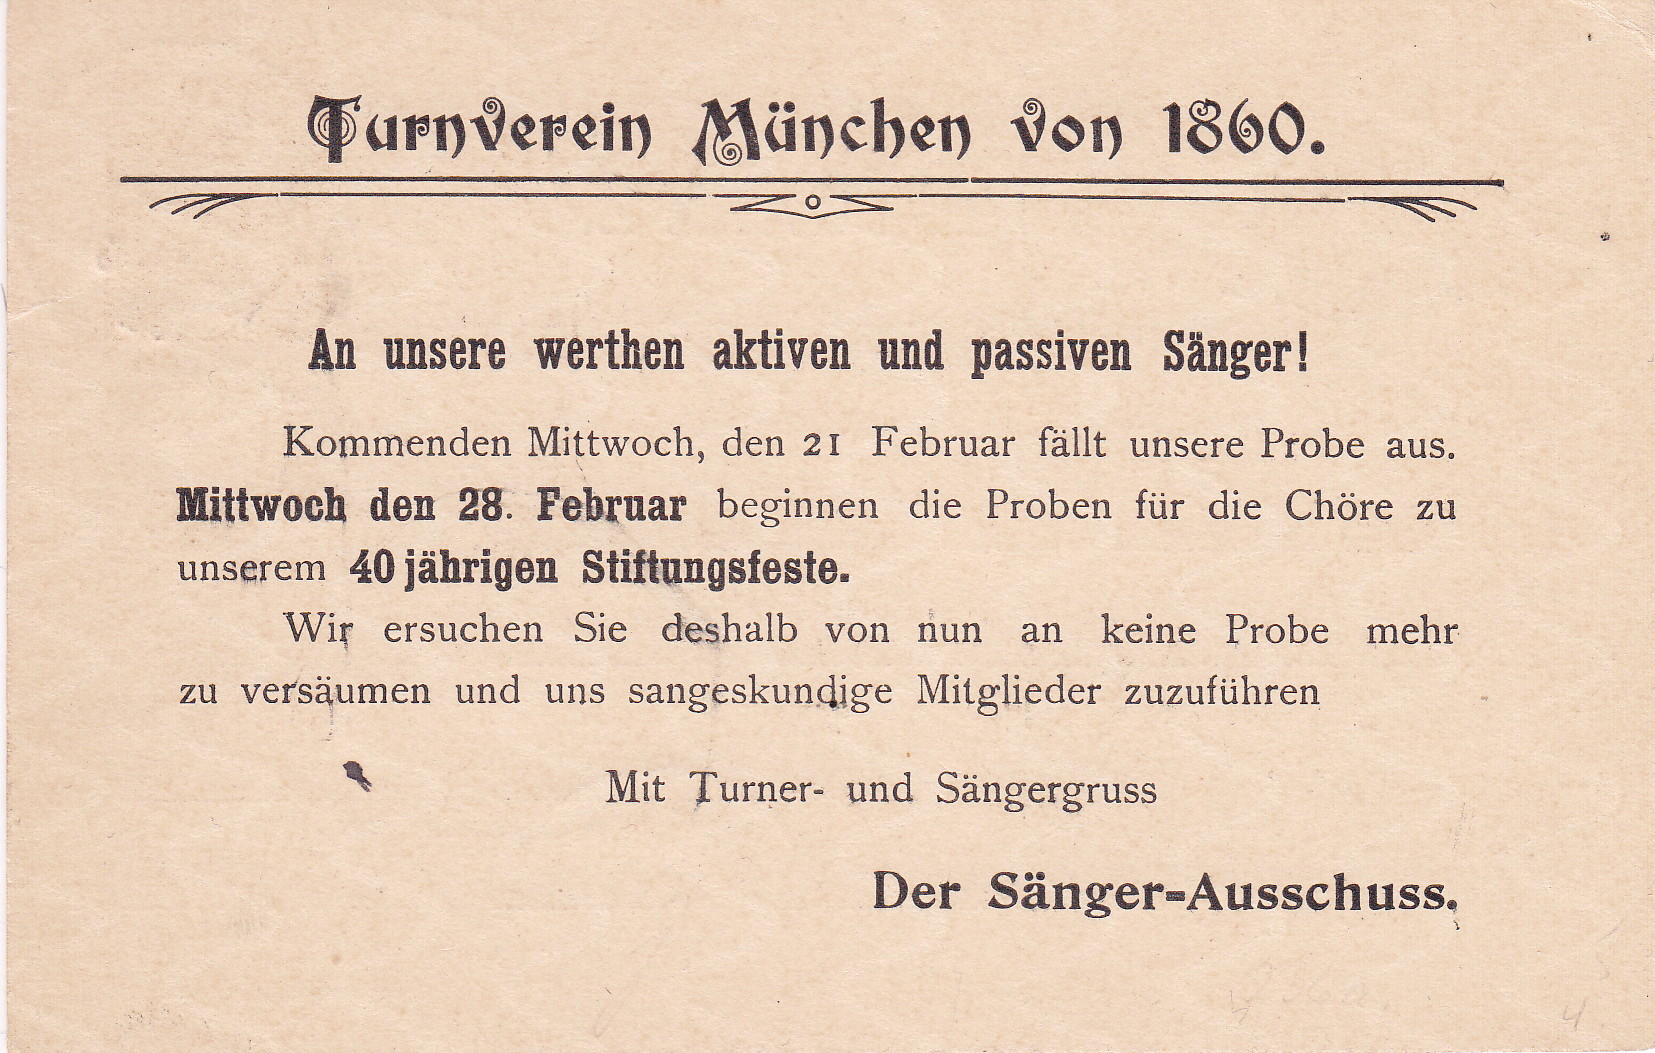 Turnverein München von 1860.
An unsere werthen aktiven und passiven Sänger!
Kommenden Mittwoch, den 21 Februar fällt unsere Probe aus.
Mittwoch den 28. Februar beginnen die Proben für die Chöre zu
unserem 40 jährigen Stiftungsfeste.
Wir ersuchen Sie deshalb von nun an keine Probe mehr
zu versäumen und uns sangeskundige Mitglieder zuzuführen
Mit Turner- und Sängergruss
Der Sänger-Ausschuss.